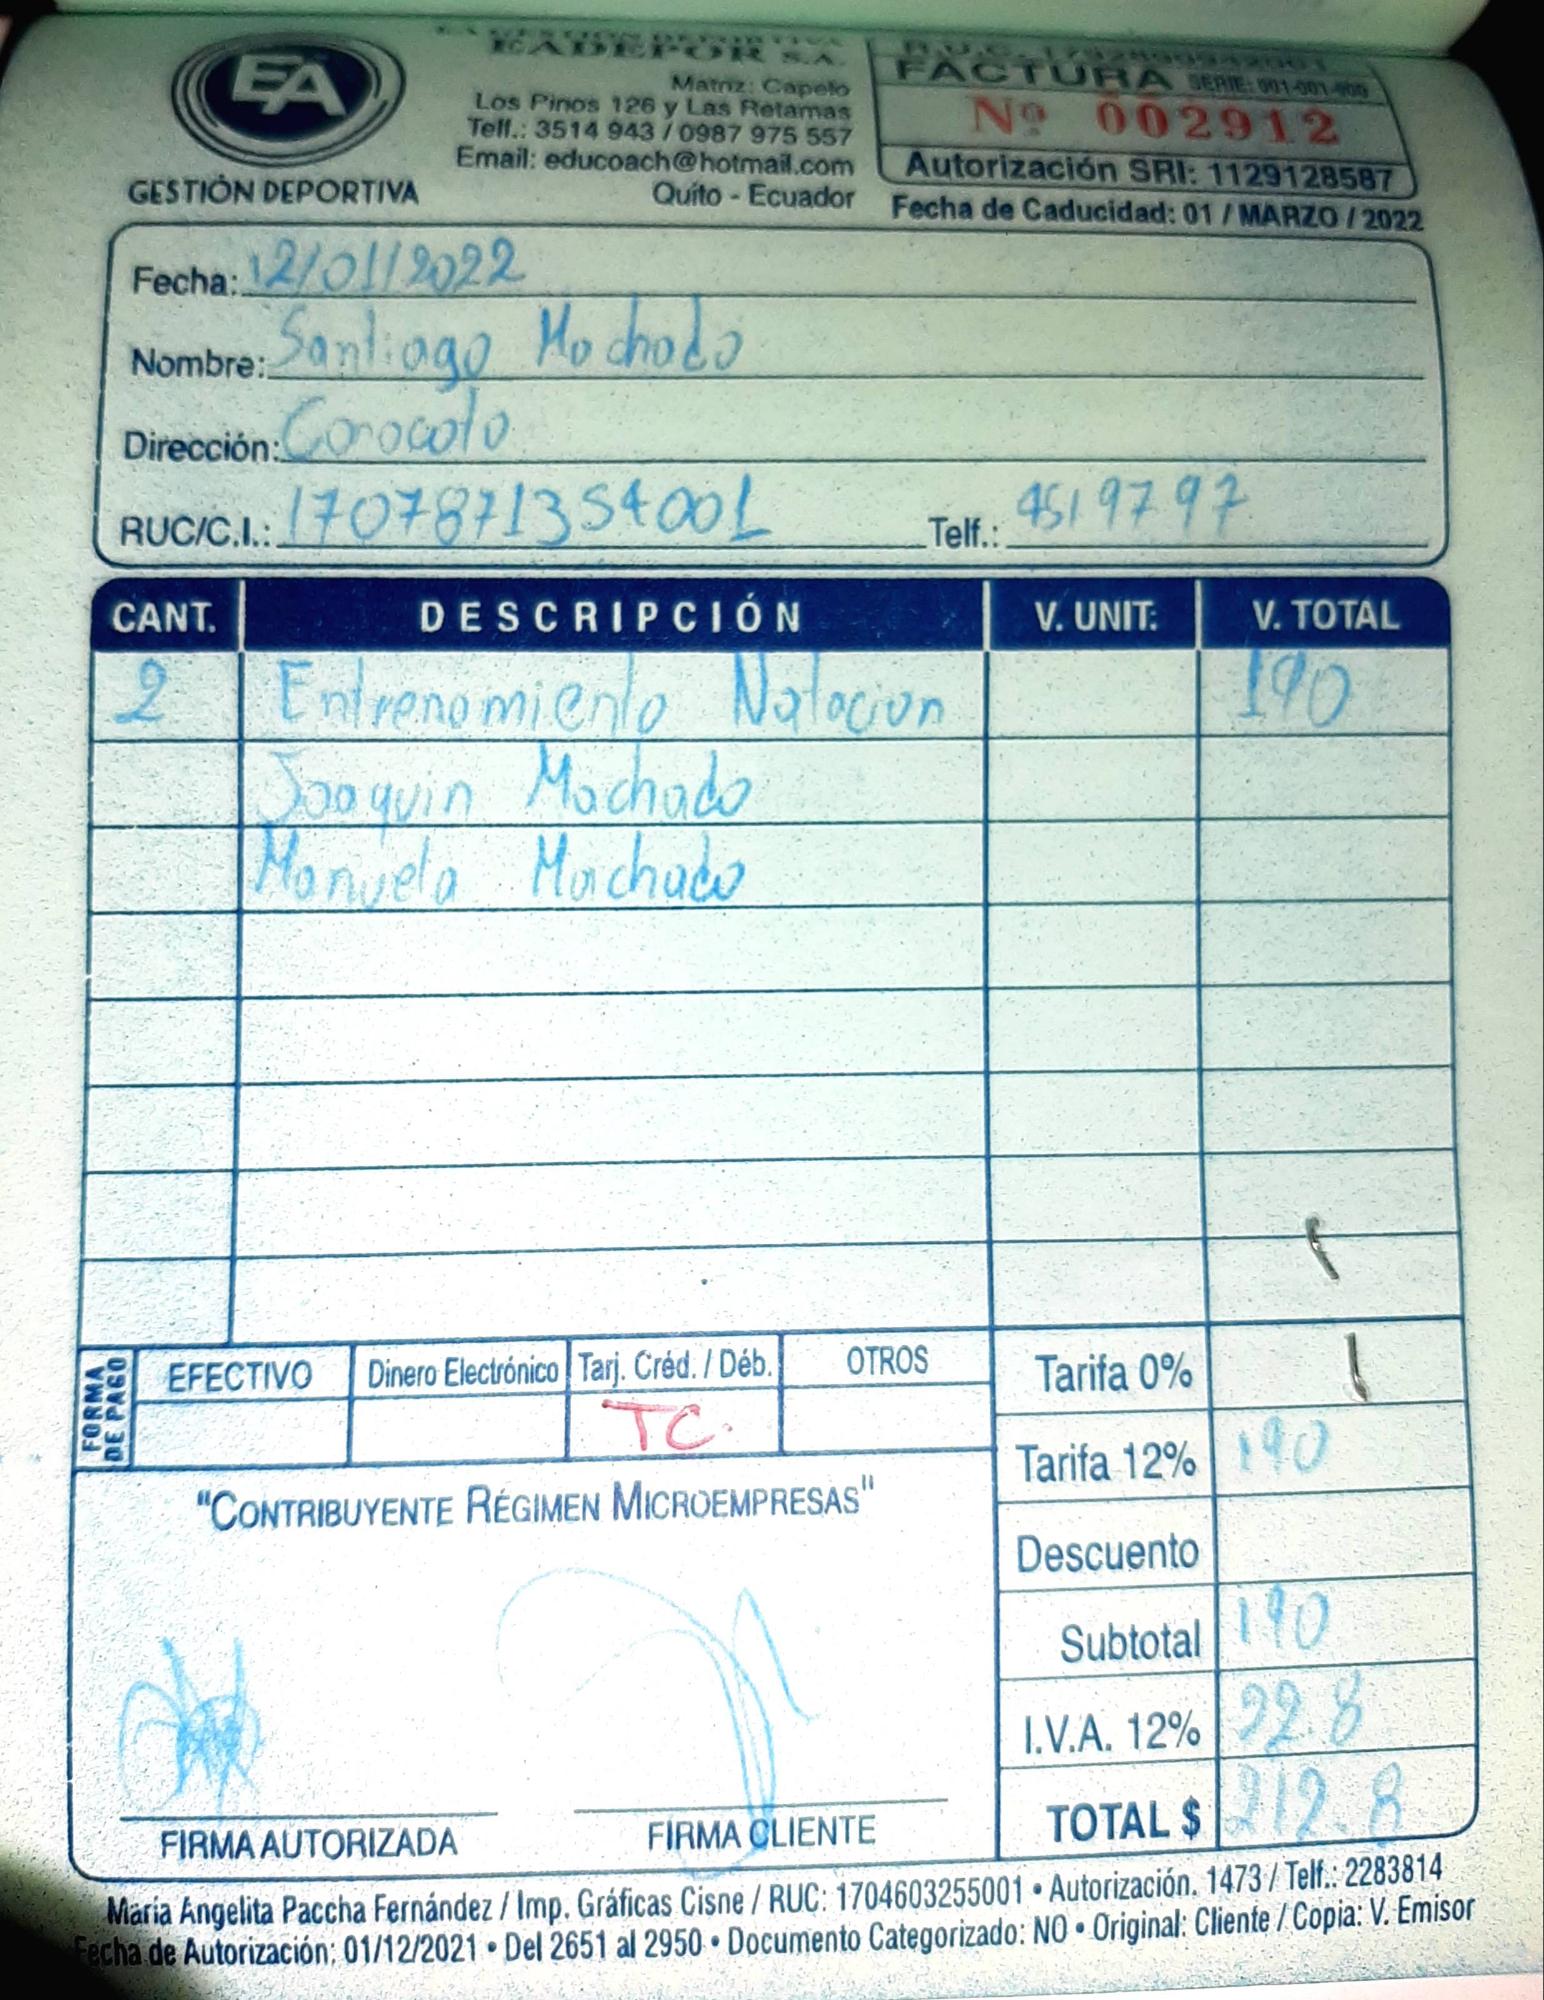 EA
GESTIÓN DEPORTIVA
EADEPOR S.A.
Matriz: Capelo
Los Pinos 126 y Las Retamas
Telf.: 3514 943 / 0987 975 557
Email: educoach@hotmail.com
Quito - Ecuador
FACTURA SERIE: 001-001-000
Nº 002912
Autorización SRI: 1129128587
Fecha de Caducidad: 01 / MARZO / 2022
Fecha: 12/01/2022
Nombre: Santiago Machado
Dirección: Conocoto
RUC/C.I.: 1707871354001 Telf.: 4519797
CANT. DESCRIPCIÓN V. UNIT: V. TOTAL
2 Entrenamiento Natacion 190
Joaquin Machado
Manuela Machado
FORMA DE PAGO
EFECTIVO Dinero Electrónico Tarj. Créd. / Déb. OTROS
TC.
Tarifa 0%
Tarifa 12% 190
Descuento
Subtotal 190
I.V.A. 12% 22.8
TOTAL $ 212.8
"CONTRIBUYENTE RÉGIMEN MICROEMPRESAS"
FIRMA AUTORIZADA FIRMA CLIENTE
María Angelita Paccha Fernández / Imp. Gráficas Cisne / RUC: 1704603255001 • Autorización. 1473 / Telf.: 2283814
Fecha de Autorización: 01/12/2021 • Del 2651 al 2950 • Documento Categorizado: NO • Original: Cliente / Copia: V. Emisor